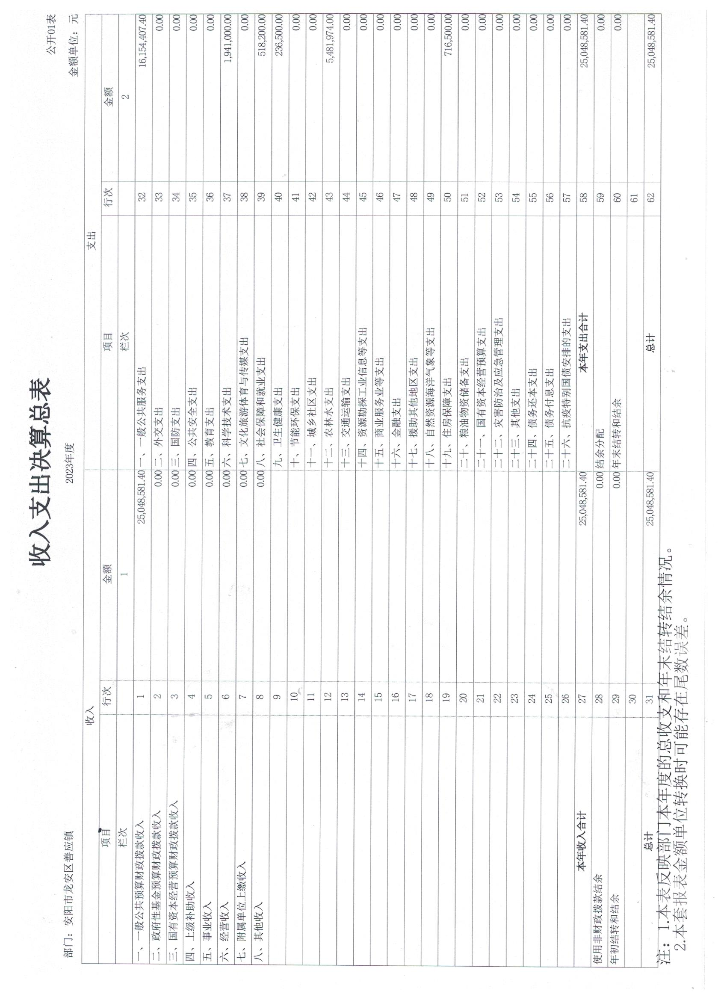 收入支出决算总表
公开01表
部门：安阳市龙安区善应镇 2023年度 金额单位：元
收入 支出
项目 行次 金额 项目 行次 金额
栏次 1 栏次 2
一、一般公共预算财政拨款收入 1 25,048,581.40 一、一般公共服务支出 32 16,154,407.40
二、政府性基金预算财政拨款收入 2 0.00 二、外交支出 33 0.00
三、国有资本经营预算财政拨款收入 3 0.00 三、国防支出 34 0.00
四、上级补助收入 4 0.00 四、公共安全支出 35 0.00
五、事业收入 5 0.00 五、教育支出 36 0.00
六、经营收入 6 0.00 六、科学技术支出 37 1,941,000.00
七、附属单位上缴收入 7 0.00 七、文化旅游体育与传媒支出 38 0.00
八、其他收入 8 0.00 八、社会保障和就业支出 39 518,200.00
9 九、卫生健康支出 40 236,500.00
10 十、节能环保支出 41 0.00
11 十一、城乡社区支出 42 0.00
12 十二、农林水支出 43 5,481,974.00
13 十三、交通运输支出 44 0.00
14 十四、资源勘探工业信息等支出 45 0.00
15 十五、商业服务业等支出 46 0.00
16 十六、金融支出 47 0.00
17 十七、援助其他地区支出 48 0.00
18 十八、自然资源海洋气象等支出 49 0.00
19 十九、住房保障支出 50 716,500.00
20 二十、粮油物资储备支出 51 0.00
21 二十一、国有资本经营预算支出 52 0.00
22 二十二、灾害防治及应急管理支出 53 0.00
23 二十三、其他支出 54 0.00
24 二十四、债务还本支出 55 0.00
25 二十五、债务付息支出 56 0.00
26 二十六、抗疫特别国债安排的支出 57 0.00
本年收入合计 27 25,048,581.40 本年支出合计 58 25,048,581.40
使用非财政拨款结余 28 0.00 结余分配 59 0.00
年初结转和结余 29 0.00 年末结转和结余 60 0.00
30 61
总计 31 25,048,581.40 总计 62 25,048,581.40
注：1.本表反映部门本年度的总收支和年末结转结余情况。
2.本套报表金额单位转换时可能存在尾数误差。